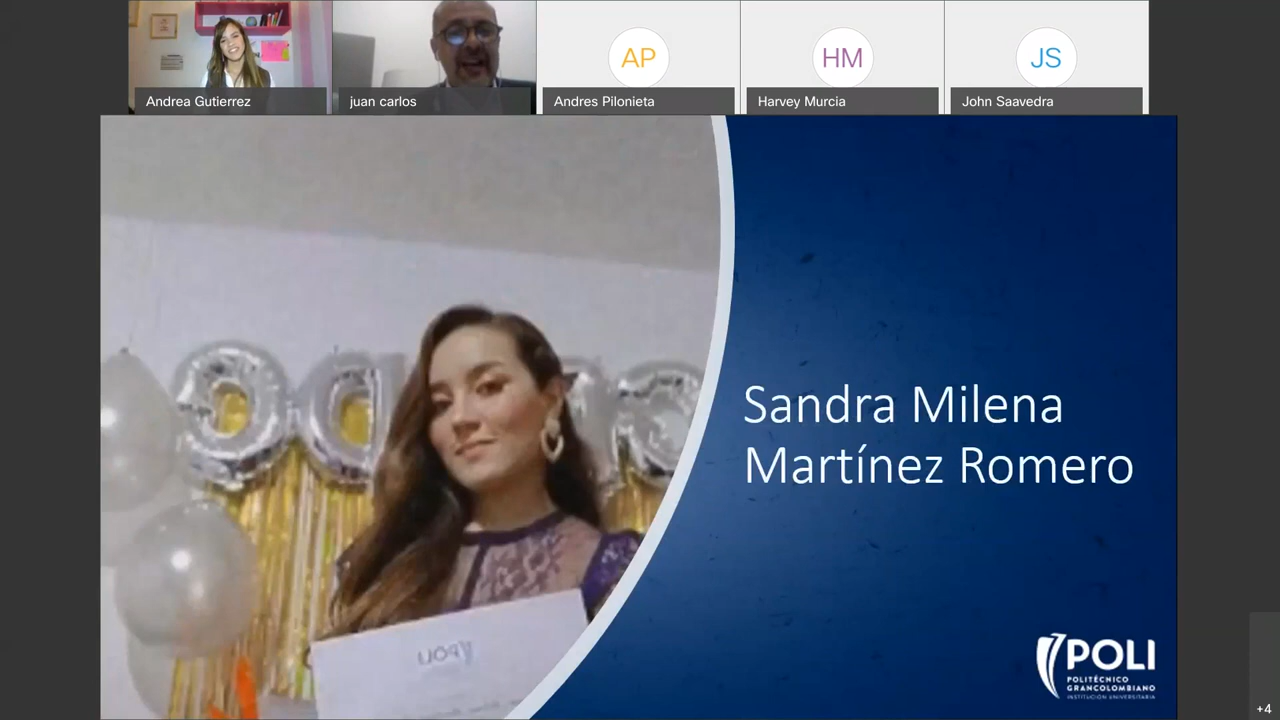 AP
HM
JS
Andrea Gutierrez
juan carlos
Andres Pilonieta
Harvey Murcia
John Saavedra
Sandra Milena
Martínez Romero
POLI
POLI
POLITÉCNICO
GRANCOLOMBIANO
INSTITUCIÓN UNIVERSITARIA
+4